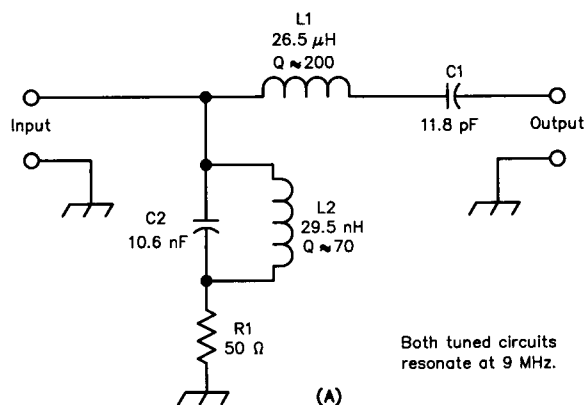 L1
26.5 μH
Q ≈ 200
C1
11.8 pF
Input
Output
C2
10.6 nF
L2
29.5 nH
Q ≈ 70
R1
50 Ω
Both tuned circuits
resonate at 9 MHz.
(A)